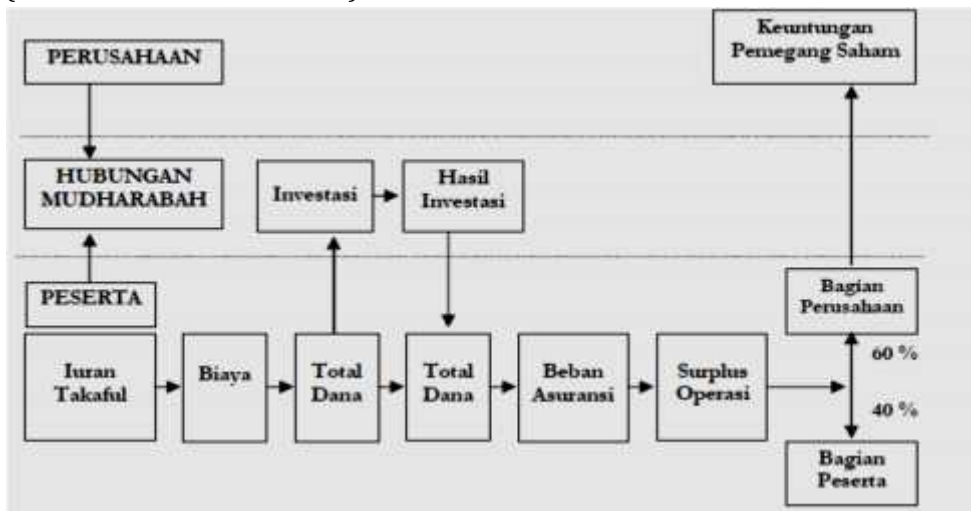 PERUSAHAAN
Keuntungan
Pemegang Saham
HUBUNGAN
MUDHARABAH
Investasi
Hasil
Investasi
PESERTA
Bagian
Perusahaan
Iuran
Takaful
Biaya
Total
Dana
Total
Dana
Beban
Asuransi
Surplus
Operasi
60 %
40 %
Bagian
Peserta